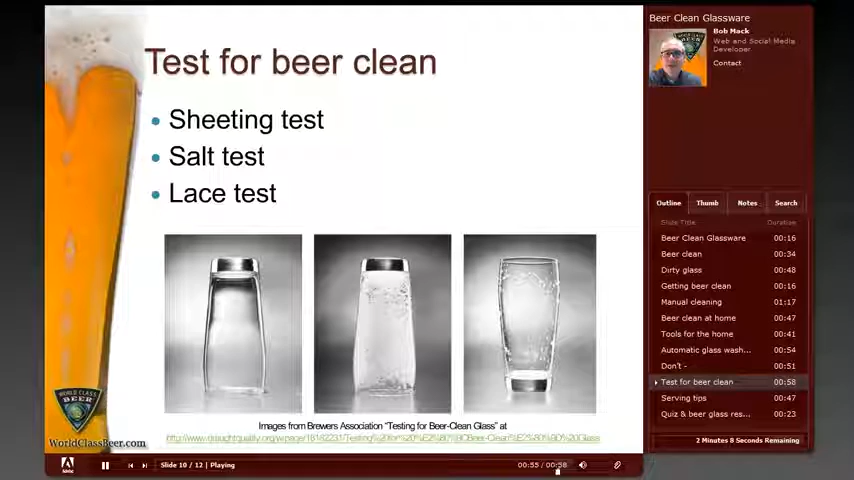 Test for beer clean
Sheeting test
Salt test
Lace test
Images from Brewers Association "Testing for Beer-Clean Glass" at
WORLD CLASS
BEER
WorldClassBeer.com
Beer Clean Glassware
Bob Mack
Web and Social Media
Developer
Contact
Outline Thumb Notes Search
Slide Title Duration
Beer Clean Glassware 00:16
Beer clean 00:34
Dirty glass 00:48
Getting beer clean 00:16
Manual cleaning 01:17
Beer clean at home 00:47
Tools for the home 00:41
Automatic glass wash... 00:54
Don't - 00:51
Test for beer clean 00:58
Serving tips 00:47
Quiz & beer glass res... 00:23
2 Minutes 8 Seconds Remaining
Adobe
Slide 10 / 12 | Playing
00:55 / 00:58